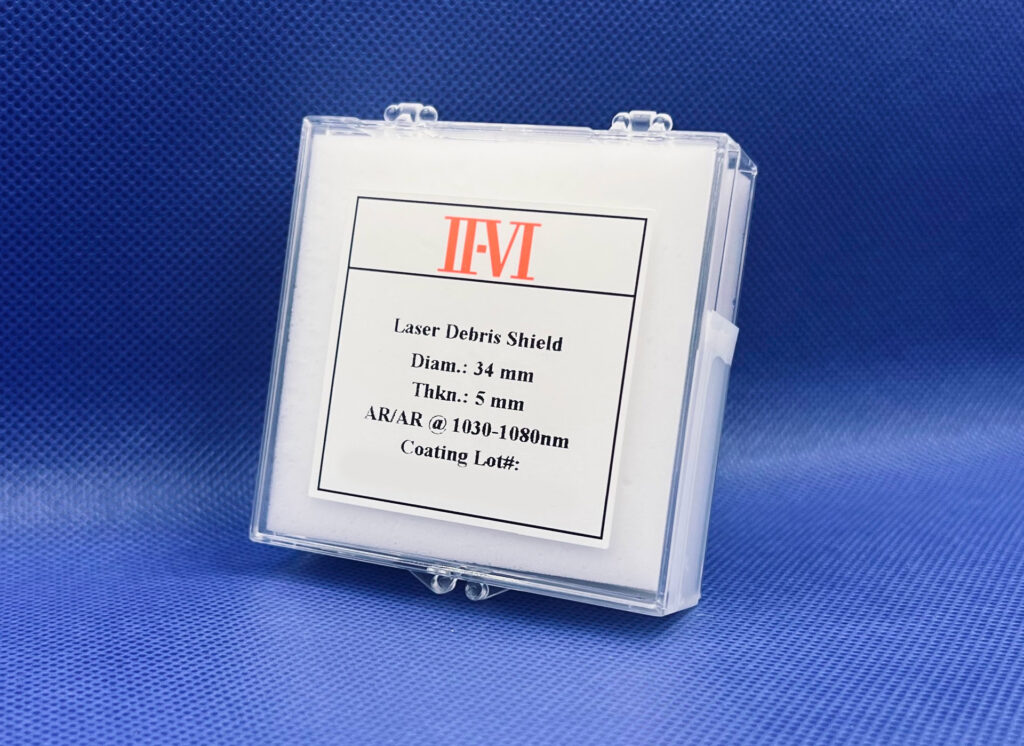 II-VI
Laser Debris Shield
Diam.: 34 mm
Thkn.: 5 mm
AR/AR @ 1030-1080nm
Coating Lot#: